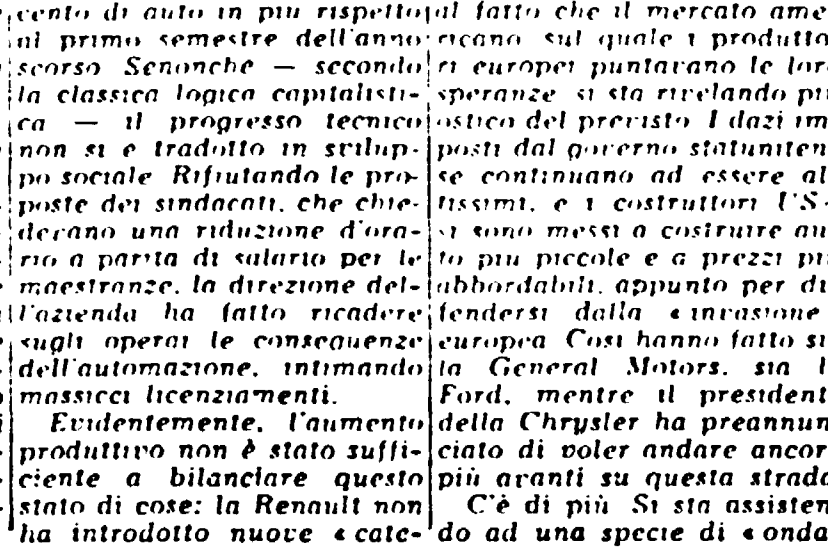 cento di auto in più rispetto
al primo semestre dell'anno
scorso Senonche — secondo
la classica logica capitalisti-
ca — il progresso tecnico
non si e tradotto in svilup-
po sociale Rifiutando le pro-
poste dei sindacati, che chie-
devano una riduzione d'ora-
rio a parità di salario per le
maestranze, la direzione del-
l'azienda ha fatto ricadere
sugli operai le conseguenze
dell'automazione, intimando
massicci licenziamenti.
Evidentemente, l'aumento
produttivo non è stato suffi-
ciente a bilanciare questo
stato di cose: la Renault non
ha introdotto nuove « cate-
al fatto che il mercato ame
ricano sul quale i produtto
ri europei puntavano le lor
speranze si sta rivelando più
ostico del previsto I dazi im
posti dal governo statuniten
se continuano ad essere al
tissimi, e i costruttori US-
si sono messi a costruire au
to più piccole e a prezzi più
abbordabili, appunto per di
fendersi dalla « invasione
europea Così hanno fatto si
la General Motors, sia l
Ford, mentre il president
della Chrysler ha preannun
ciato di voler andare ancor
più avanti su questa strada
C'è di più Si sta assisten
do ad una specie di « onda